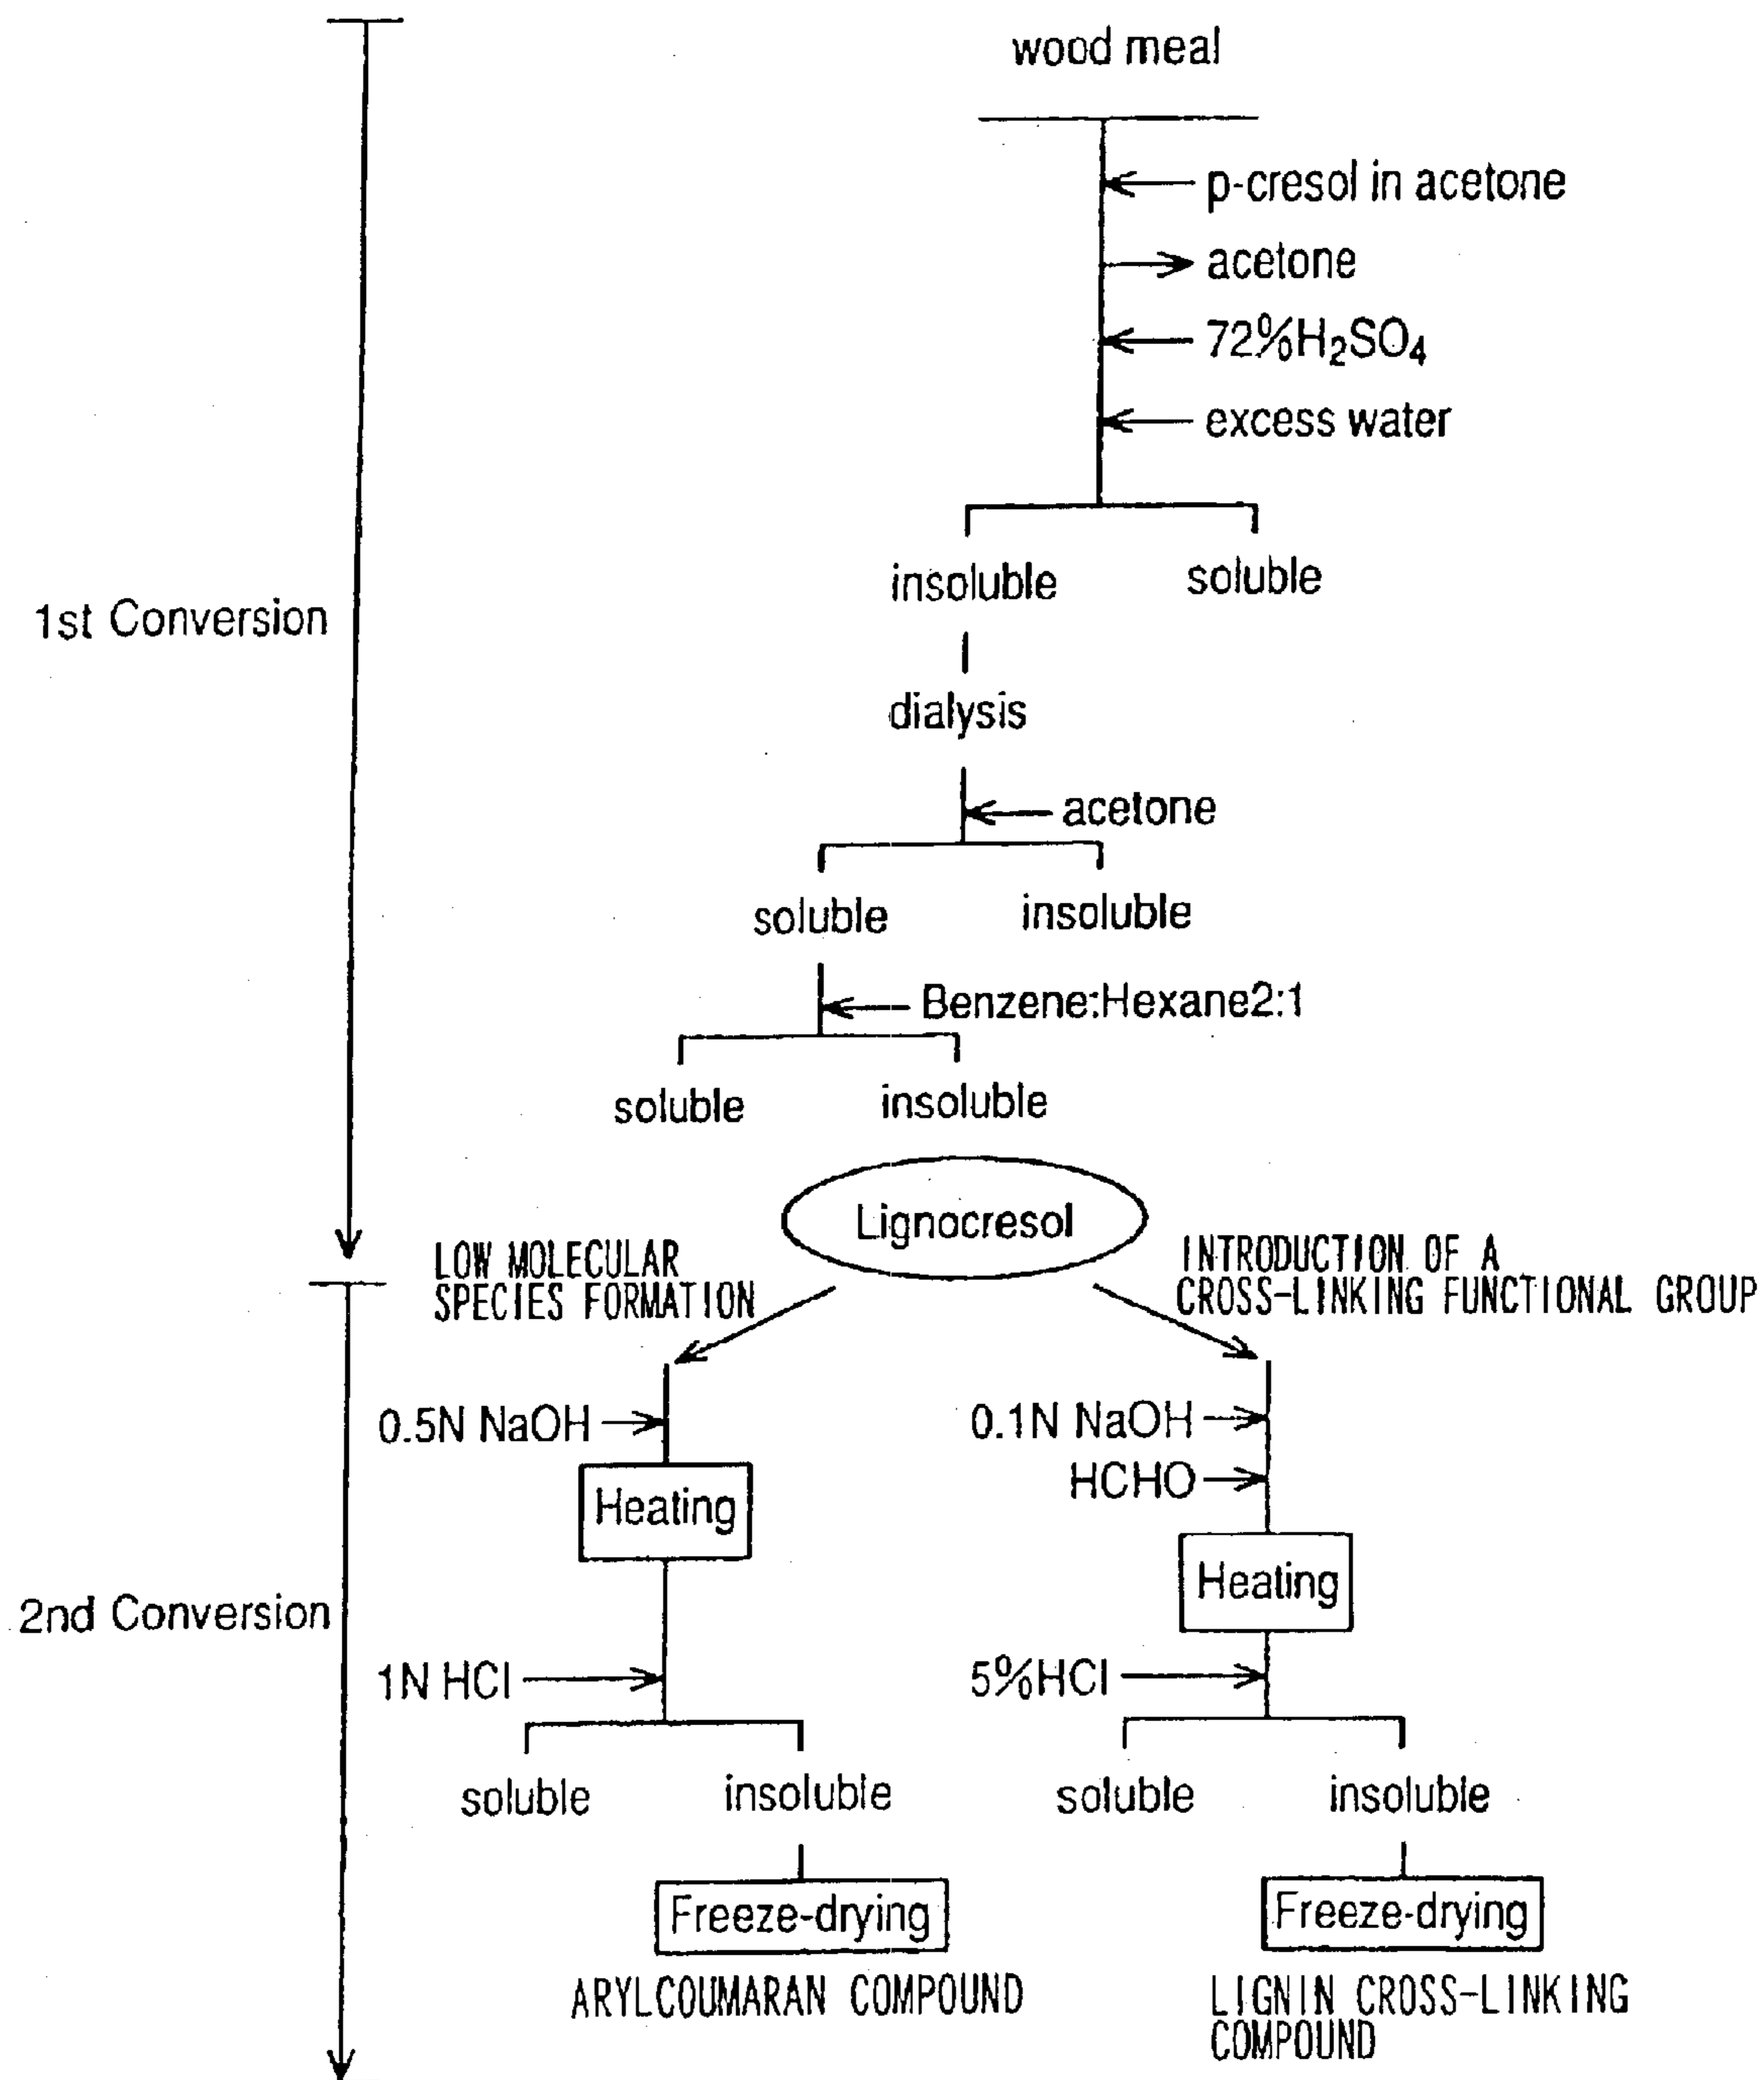 wood meal
p-cresol in acetone
acetone
72%H₂SO₄
excess water
insoluble
soluble
1st Conversion
dialysis
acetone
soluble
insoluble
Benzene:Hexane2:1
soluble
insoluble
Lignocresol
LOW MOLECULAR
SPECIES FORMATION
INTRODUCTION OF A
CROSS-LINKING FUNCTIONAL GROUP
0.5N NaOH
Heating
1N HCl
soluble
insoluble
Freeze-drying
ARYLCOUMARAN COMPOUND
0.1N NaOH
HCHO
Heating
5%HCl
soluble
insoluble
Freeze-drying
LIGNIN CROSS-LINKING
COMPOUND
2nd Conversion